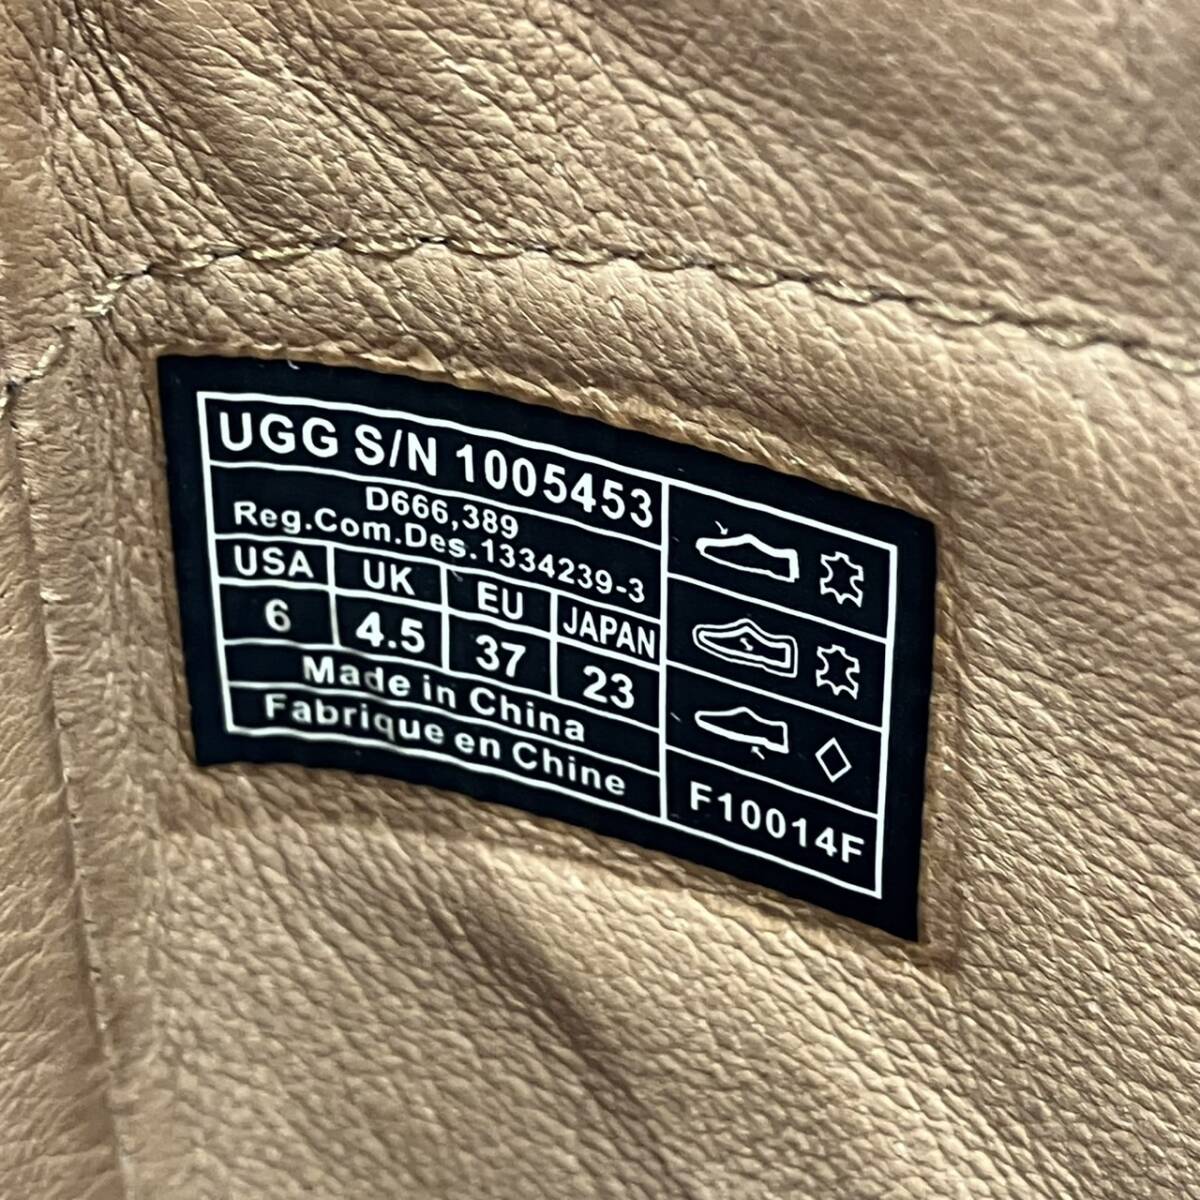 UGG S/N 1005453
D666,389
Reg.Com.Des.1334239-3
USA UK EU JAPAN
6 4.5 37 23
Made in China
Fabrique en Chine
F10014F